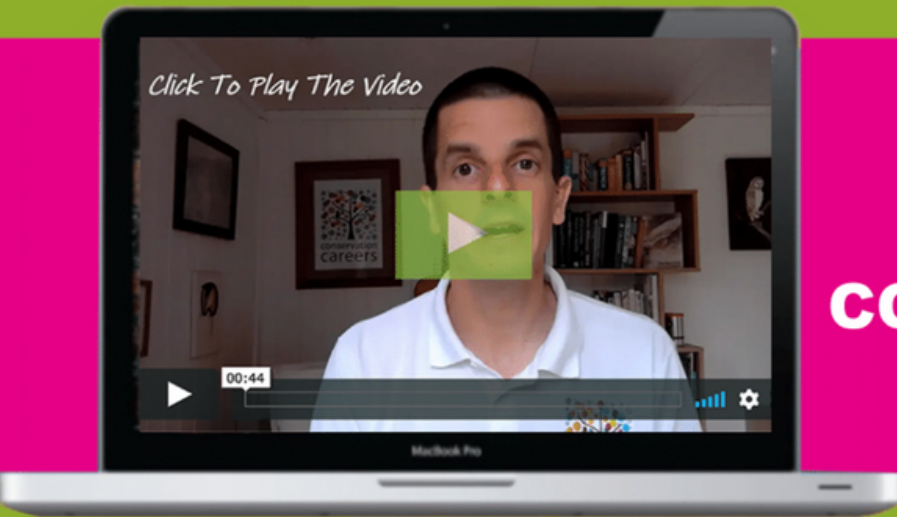 Click To Play The Video
conservation
careers
00:44
MacBook Pro
co